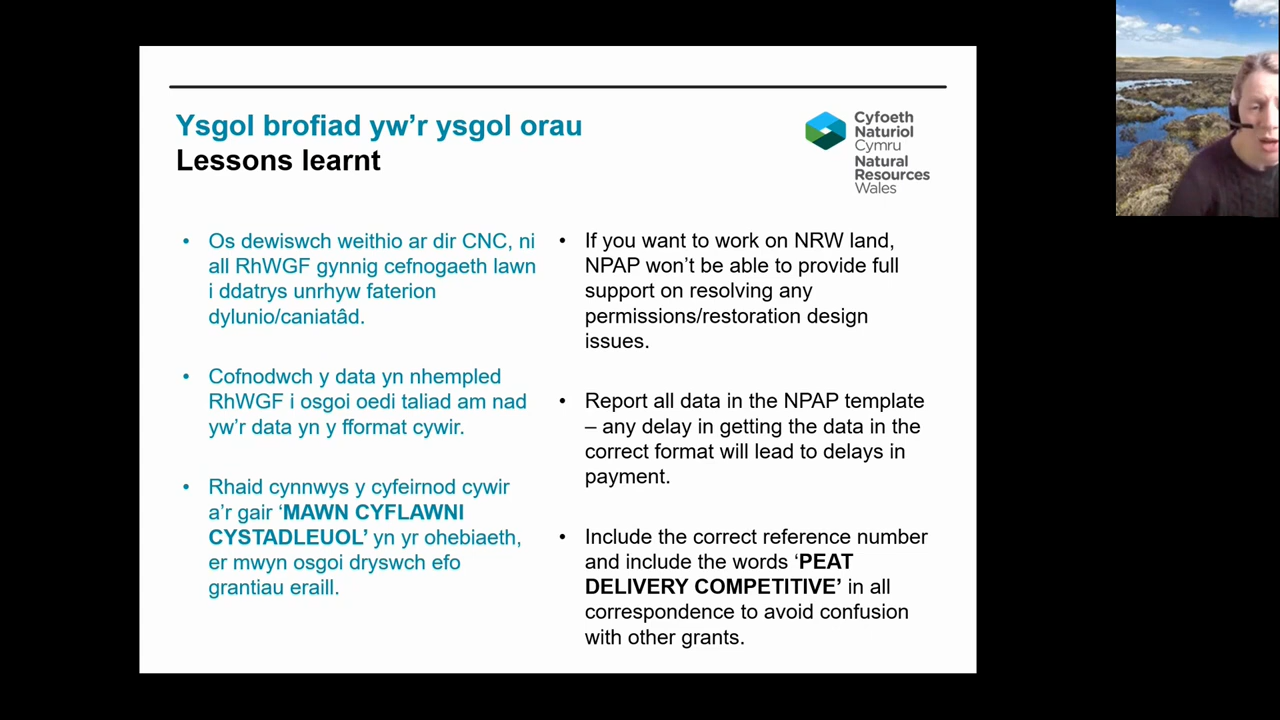 Ysgol brofiad yw'r ysgol orau
Lessons learnt
Cyfoeth
Naturiol
Cymru
Natural
Resources
Wales
• Os dewiswch weithio ar dir CNC, ni
all RhWGF gynnig cefnogaeth lawn
i ddatrys unrhyw faterion
dylunio/caniatâd.
• Cofnodwch y data yn nhempled
RhWGF i osgoi oedi taliad am nad
yw'r data yn y fformat cywir.
• Rhaid cynnwys y cyfeirnod cywir
a'r gair 'MAWN CYFLAWNI
CYSTADLEUOL' yn yr ohebiaeth,
er mwyn osgoi dryswch efo
grantiau eraill.
• If you want to work on NRW land,
NPAP won't be able to provide full
support on resolving any
permissions/restoration design
issues.
• Report all data in the NPAP template
– any delay in getting the data in the
correct format will lead to delays in
payment.
• Include the correct reference number
and include the words 'PEAT
DELIVERY COMPETITIVE' in all
correspondence to avoid confusion
with other grants.